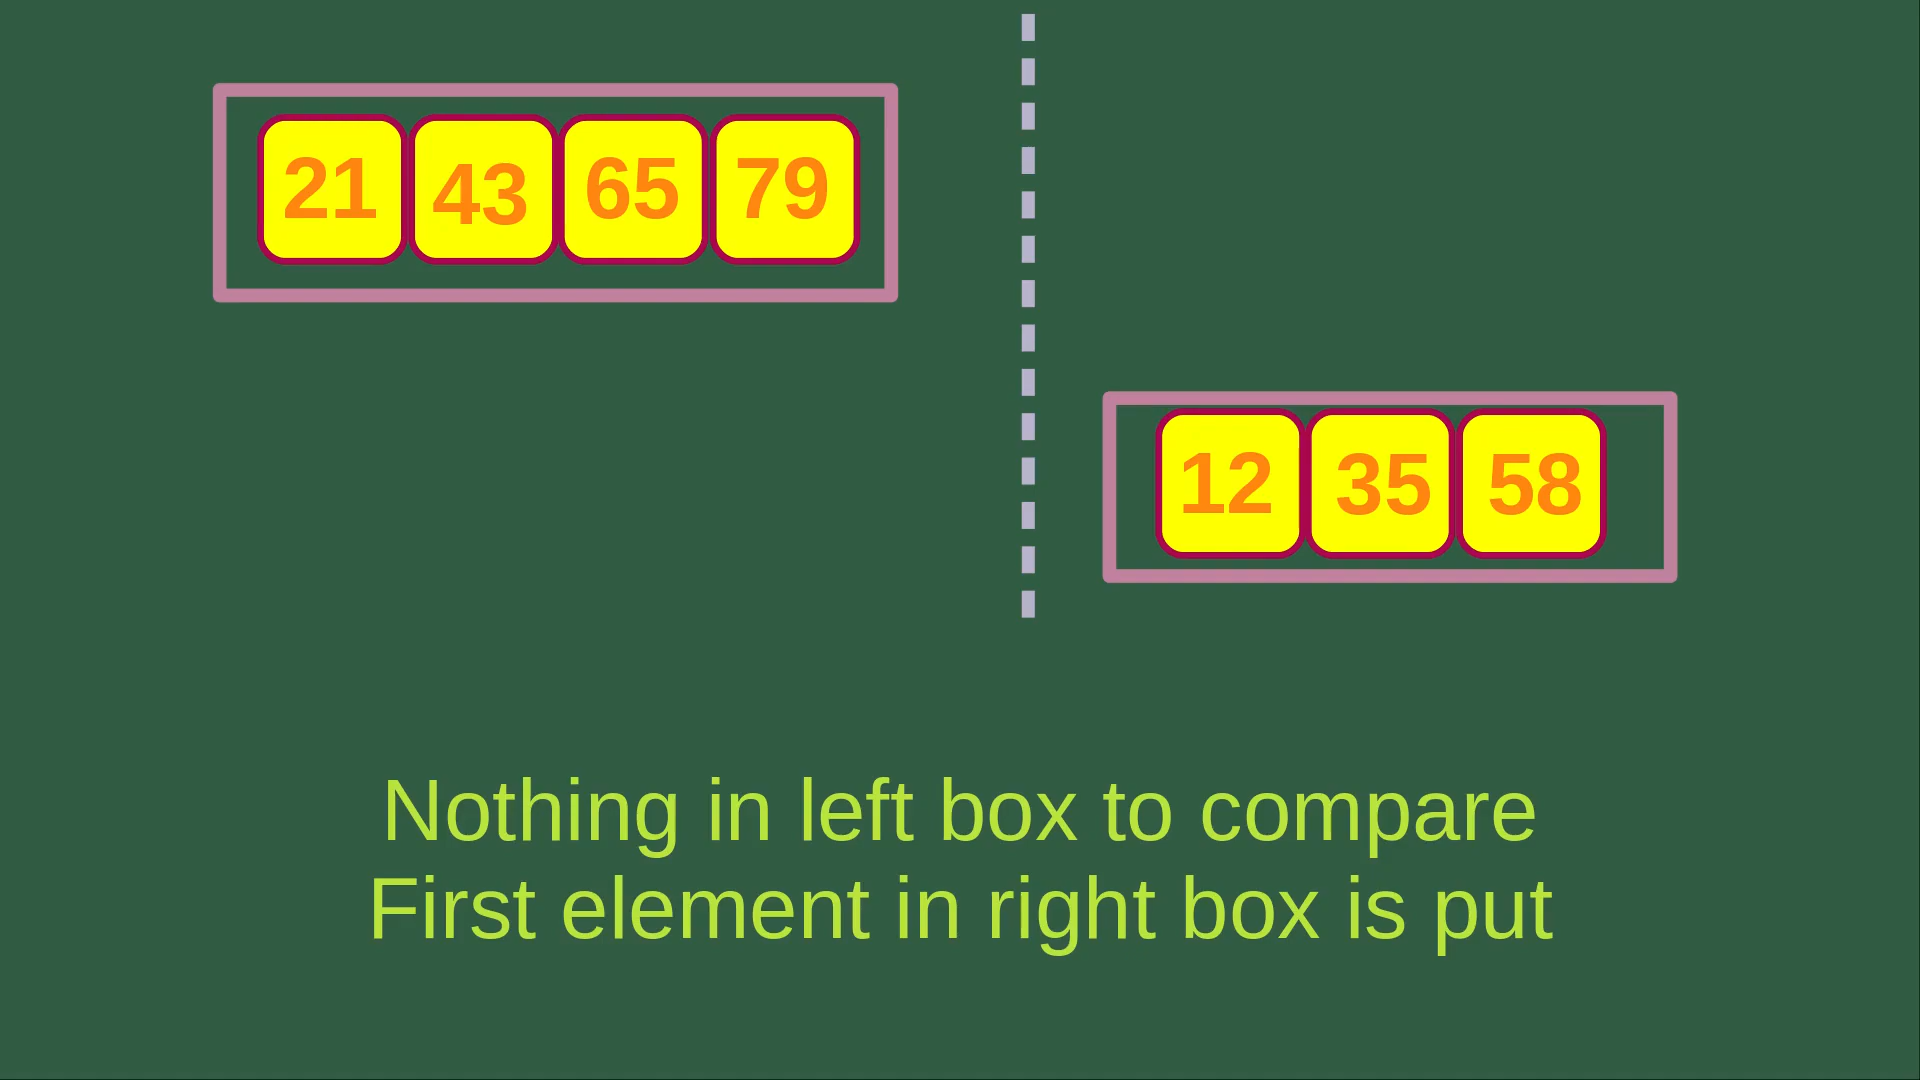 21 43 65 79
12 35 58
Nothing in left box to compare
First element in right box is put